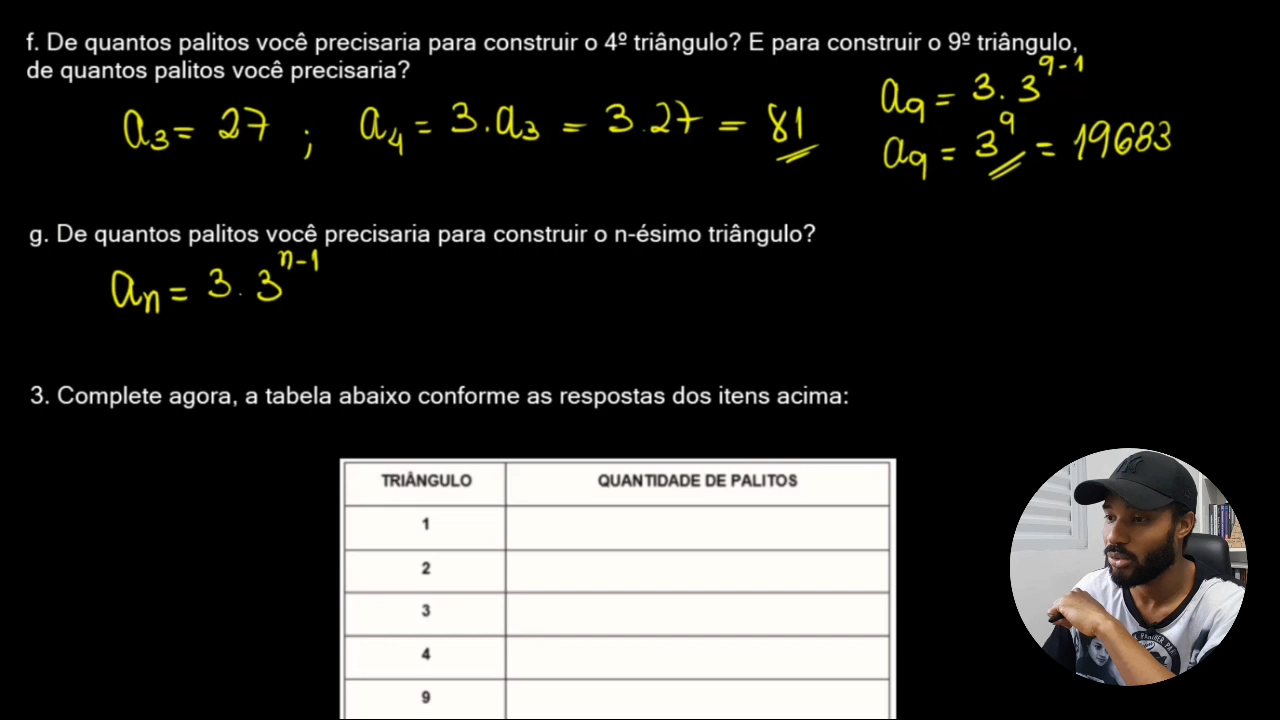 f. De quantos palitos você precisaria para construir o 4º triângulo? E para construir o 9º triângulo,
de quantos palitos você precisaria?
a₃ = 27 ; a₄ = 3.a₃ = 3.27 = 81
a₉ = 3.3⁹⁻¹
a₉ = 3⁹ = 19683
g. De quantos palitos você precisaria para construir o n-ésimo triângulo?
aₙ = 3.3ⁿ⁻¹
3. Complete agora, a tabela abaixo conforme as respostas dos itens acima:
TRIÂNGULO QUANTIDADE DE PALITOS
1
2
3
4
9